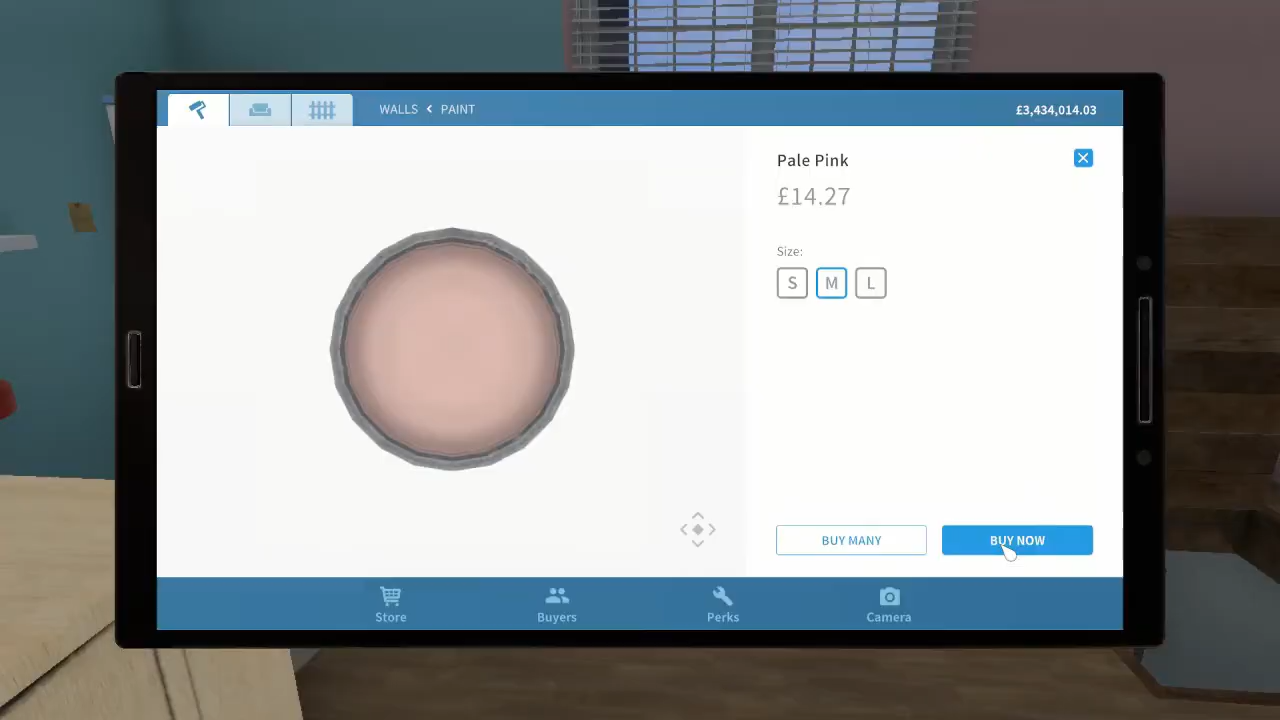 WALLS < PAINT
£3,434,014.03
Pale Pink
£14.27
Size:
S M L
BUY MANY
BUY NOW
Store
Buyers
Perks
Camera